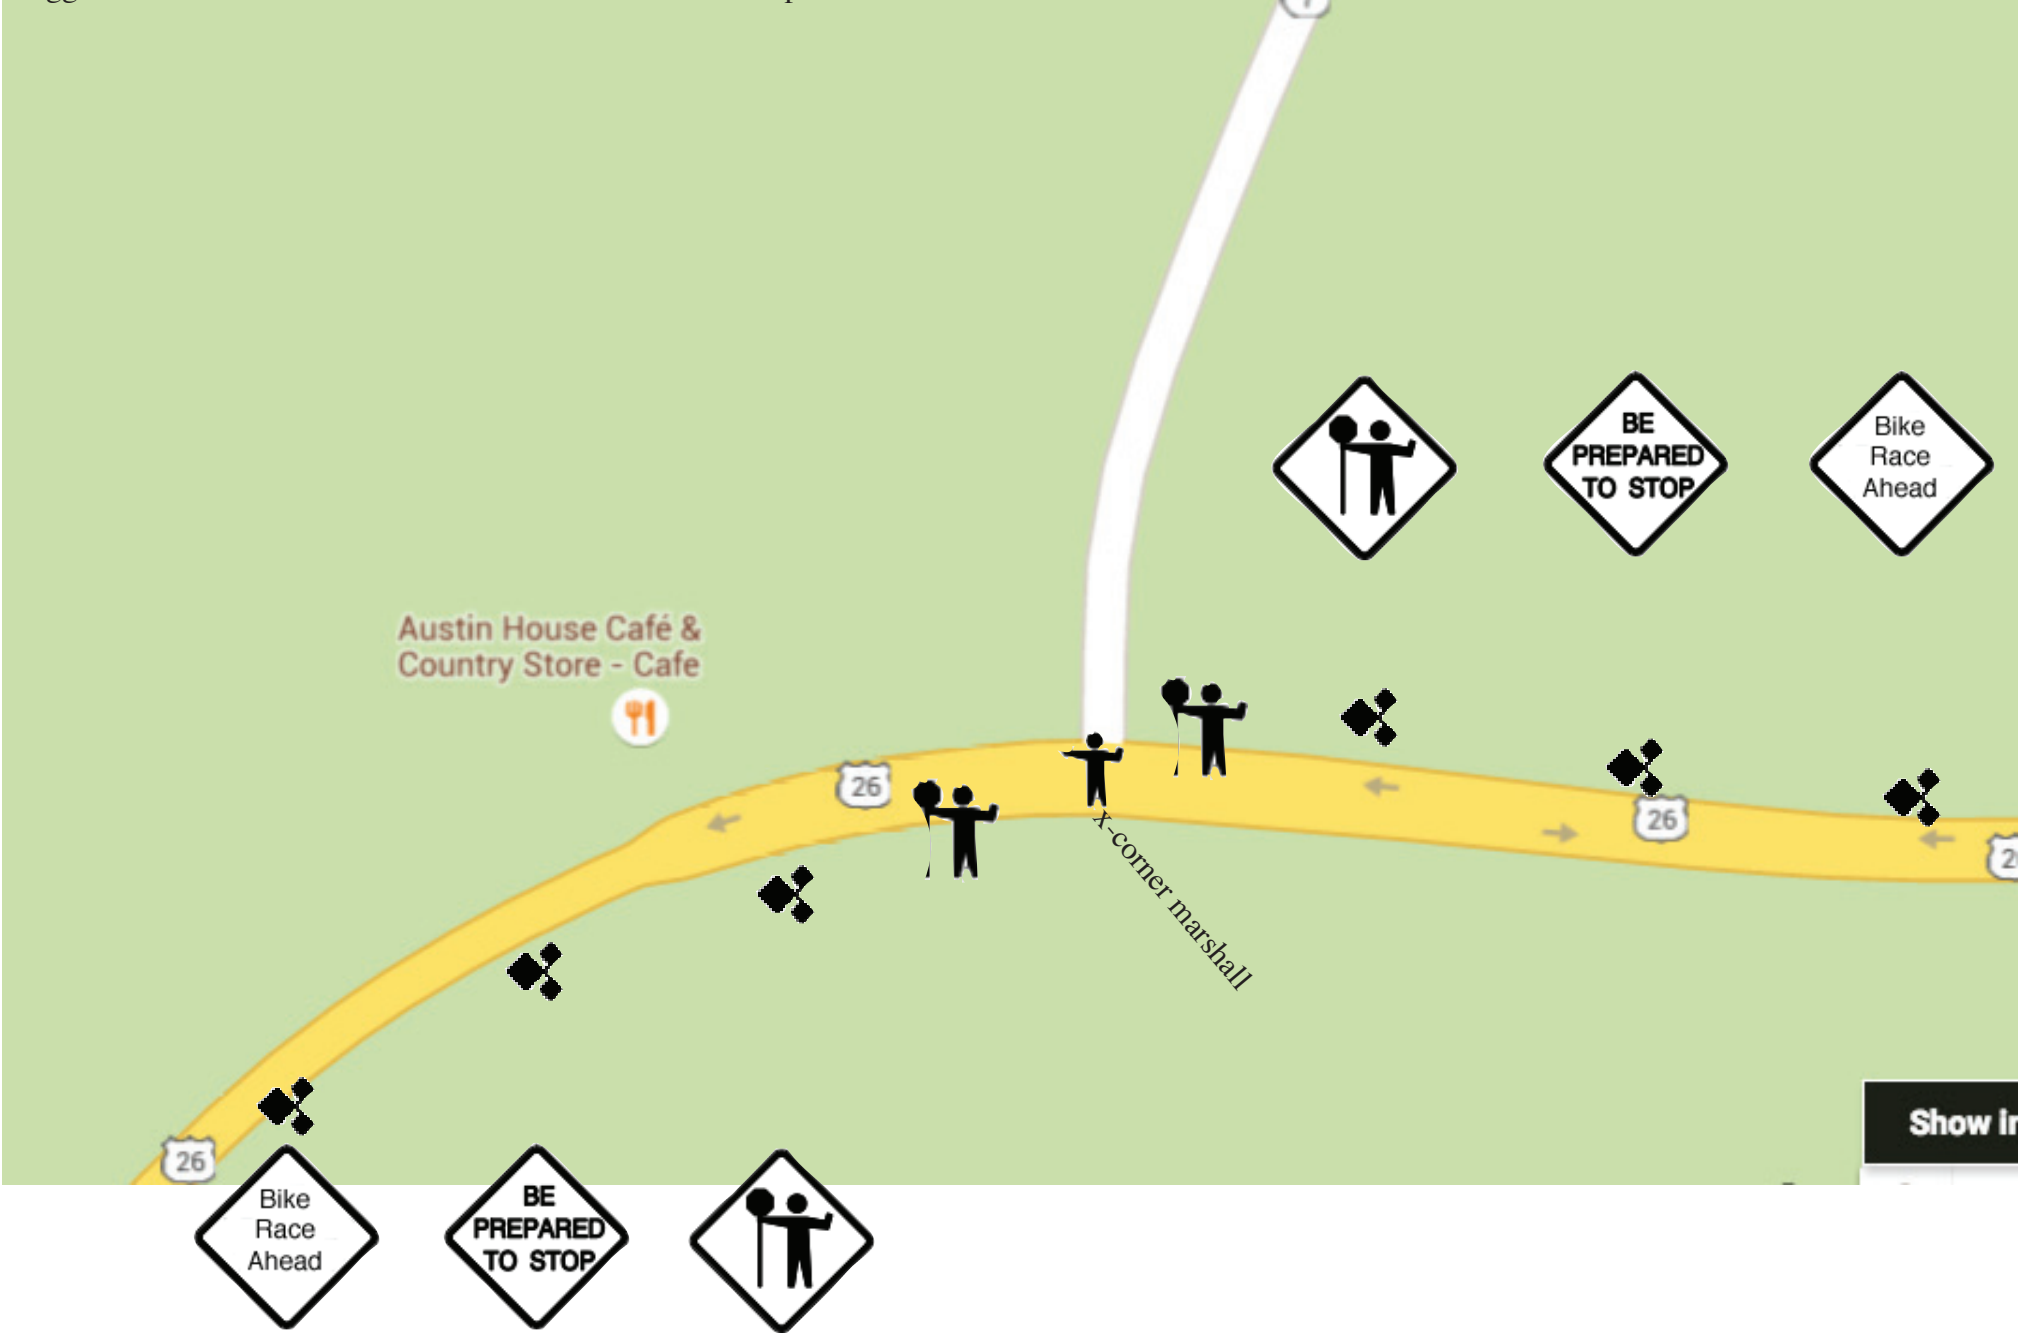 BE
PREPARED
TO STOP
Bike
Race
Ahead
Austin House Café &
Country Store - Cafe
26
26
x-corner marshall
26
Show
Bike
Race
Ahead
BE
PREPARED
TO STOP